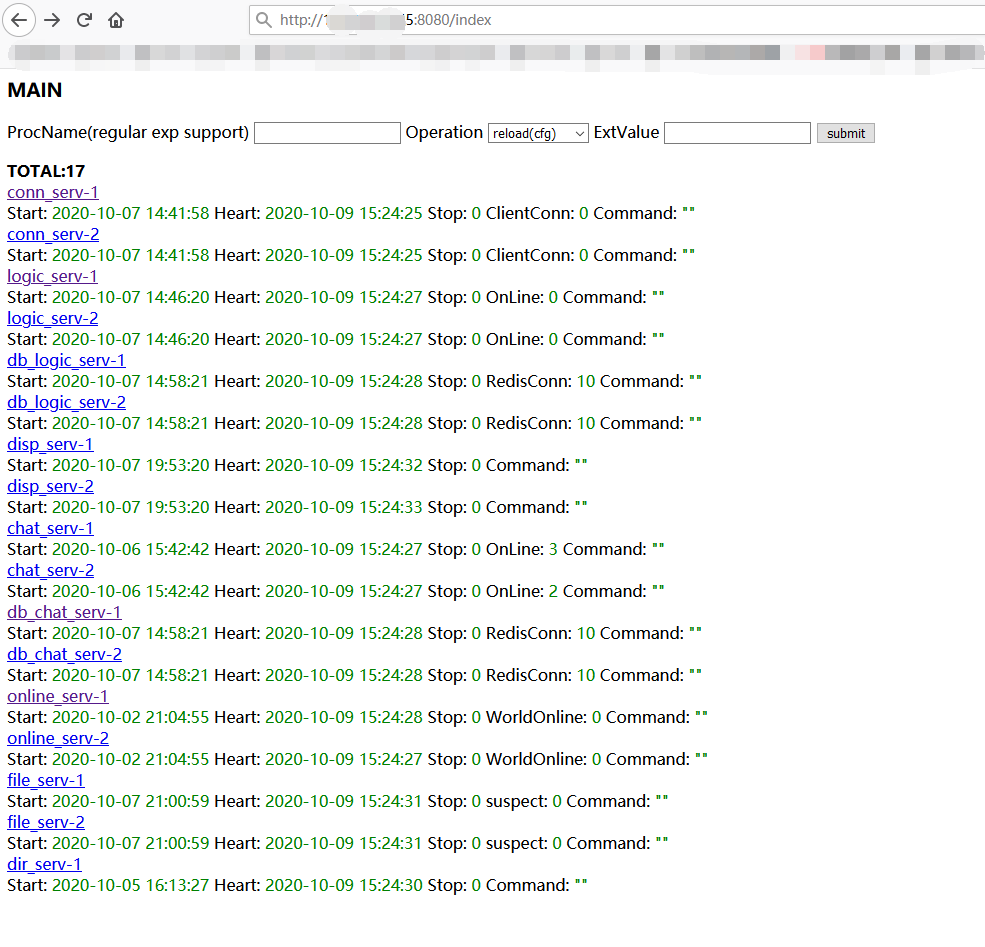 http://1 5:8080/index
MAIN
ProcName(regular exp support) Operation reload(cfg) ExtValue submit
TOTAL:17
conn_serv-1
Start: 2020-10-07 14:41:58 Heart: 2020-10-09 15:24:25 Stop: 0 ClientConn: 0 Command: ""
conn_serv-2
Start: 2020-10-07 14:41:58 Heart: 2020-10-09 15:24:25 Stop: 0 ClientConn: 0 Command: ""
logic_serv-1
Start: 2020-10-07 14:46:20 Heart: 2020-10-09 15:24:27 Stop: 0 OnLine: 0 Command: ""
logic_serv-2
Start: 2020-10-07 14:46:20 Heart: 2020-10-09 15:24:27 Stop: 0 OnLine: 0 Command: ""
db_logic_serv-1
Start: 2020-10-07 14:58:21 Heart: 2020-10-09 15:24:28 Stop: 0 RedisConn: 10 Command: ""
db_logic_serv-2
Start: 2020-10-07 14:58:21 Heart: 2020-10-09 15:24:28 Stop: 0 RedisConn: 10 Command: ""
disp_serv-1
Start: 2020-10-07 19:53:20 Heart: 2020-10-09 15:24:32 Stop: 0 Command: ""
disp_serv-2
Start: 2020-10-07 19:53:20 Heart: 2020-10-09 15:24:33 Stop: 0 Command: ""
chat_serv-1
Start: 2020-10-06 15:42:42 Heart: 2020-10-09 15:24:27 Stop: 0 OnLine: 3 Command: ""
chat_serv-2
Start: 2020-10-06 15:42:42 Heart: 2020-10-09 15:24:27 Stop: 0 OnLine: 2 Command: ""
db_chat_serv-1
Start: 2020-10-07 14:58:21 Heart: 2020-10-09 15:24:28 Stop: 0 RedisConn: 10 Command: ""
db_chat_serv-2
Start: 2020-10-07 14:58:21 Heart: 2020-10-09 15:24:28 Stop: 0 RedisConn: 10 Command: ""
online_serv-1
Start: 2020-10-02 21:04:55 Heart: 2020-10-09 15:24:28 Stop: 0 WorldOnline: 0 Command: ""
online_serv-2
Start: 2020-10-02 21:04:55 Heart: 2020-10-09 15:24:27 Stop: 0 WorldOnline: 0 Command: ""
file_serv-1
Start: 2020-10-07 21:00:59 Heart: 2020-10-09 15:24:31 Stop: 0 suspect: 0 Command: ""
file_serv-2
Start: 2020-10-07 21:00:59 Heart: 2020-10-09 15:24:31 Stop: 0 suspect: 0 Command: ""
dir_serv-1
Start: 2020-10-05 16:13:27 Heart: 2020-10-09 15:24:30 Stop: 0 Command: ""